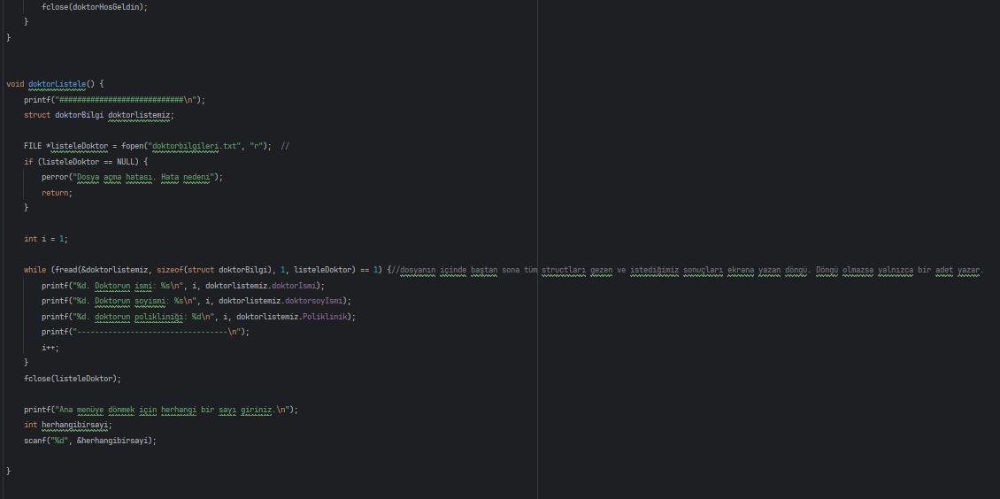 fclose(doktorHosGeldin);
}
}
void doktorListele() {
printf("############################\n");
struct doktorBilgi doktorlistemiz;
FILE *listeleDoktor = fopen("doktorbilgileri.txt", "r");  //
if (listeleDoktor == NULL) {
perror("Dosya açma hatası. Hata nedeni");
return;
}
int i = 1;
while (fread(&doktorlistemiz, sizeof(struct doktorBilgi), 1, listeleDoktor) == 1) {//dosyanın içinde baştan sona tüm structları gezen ve istediğimiz sonuçları ekrana yazan döngü. Döngü olmazsa yalnızca bir adet yazar.
printf("%d. Doktorun ismi: %s\n", i, doktorlistemiz.doktorIsmi);
printf("%d. Doktorun soyismi: %s\n", i, doktorlistemiz.doktorsoyIsmi);
printf("%d. doktorun polikliniği: %d\n", i, doktorlistemiz.Poliklinik);
printf("----------------------------------\n");
i++;
}
fclose(listeleDoktor);
printf("Ana menüye dönmek için herhangi bir sayı giriniz.\n");
int herhangibirsayi;
scanf("%d", &herhangibirsayi);
}